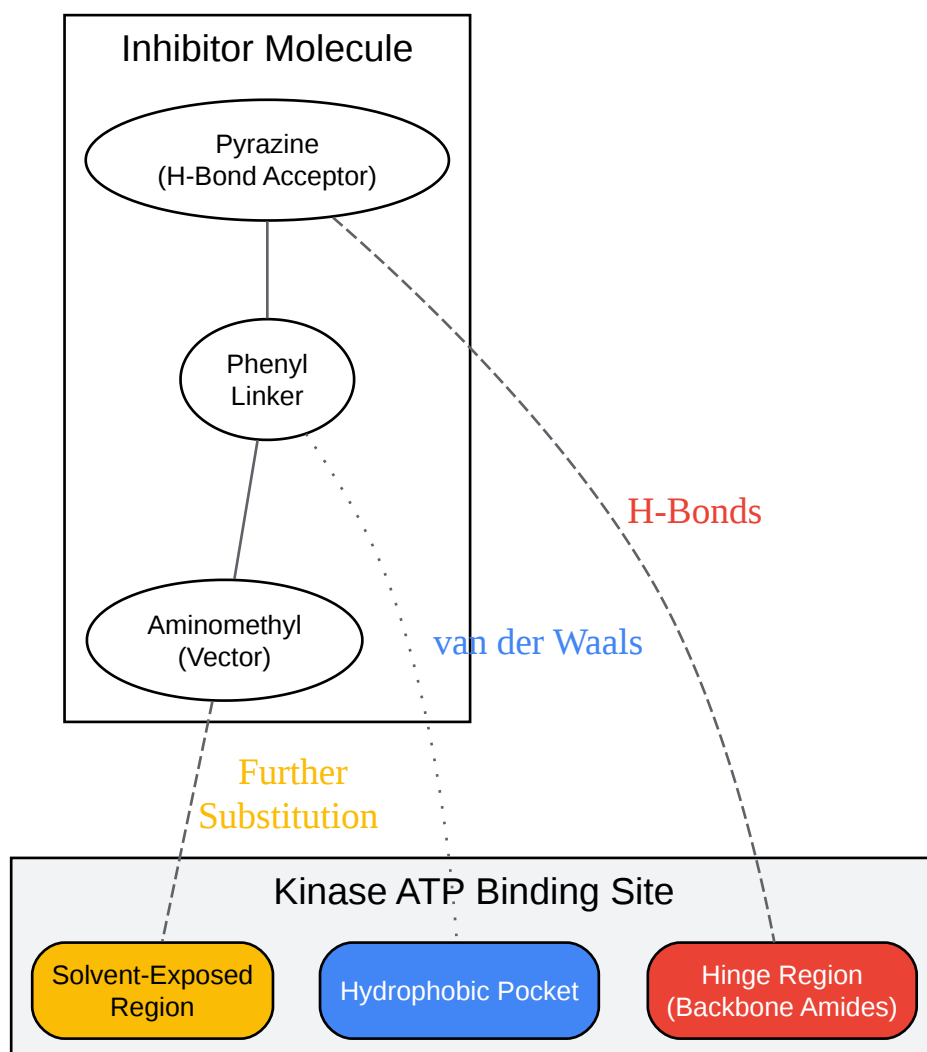 Inhibitor Molecule
Pyrazine
(H-Bond Acceptor)
Phenyl
Linker
H-Bonds
Aminomethyl
(Vector)
van der Waals
Further
Substitution
Kinase ATP Binding Site
Solvent-Exposed
Region
Hydrophobic Pocket
Hinge Region
(Backbone Amides)